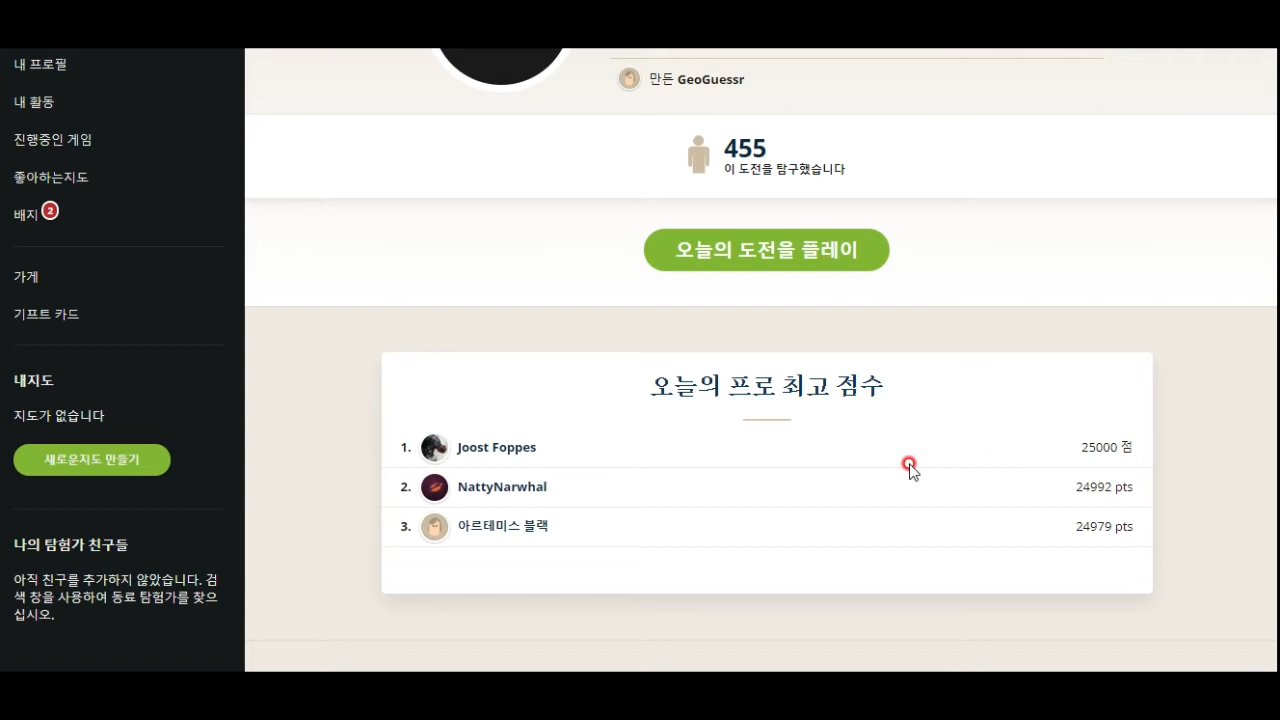 내 프로필
내 활동
진행중인 게임
좋아하는지도
배지 2
가게
기프트 카드
내지도
지도가 없습니다
새로운지도 만들기
나의 탐험가 친구들
아직 친구를 추가하지 않았습니다. 검
색 창을 사용하여 동료 탐험가를 찾으
십시오.
만든 GeoGuessr
455
이 도전을 탐구했습니다
오늘의 도전을 플레이
오늘의 프로 최고 점수
1. Joost Foppes 25000 점
2. NattyNarwhal 24992 pts
3. 아르테미스 블랙 24979 pts